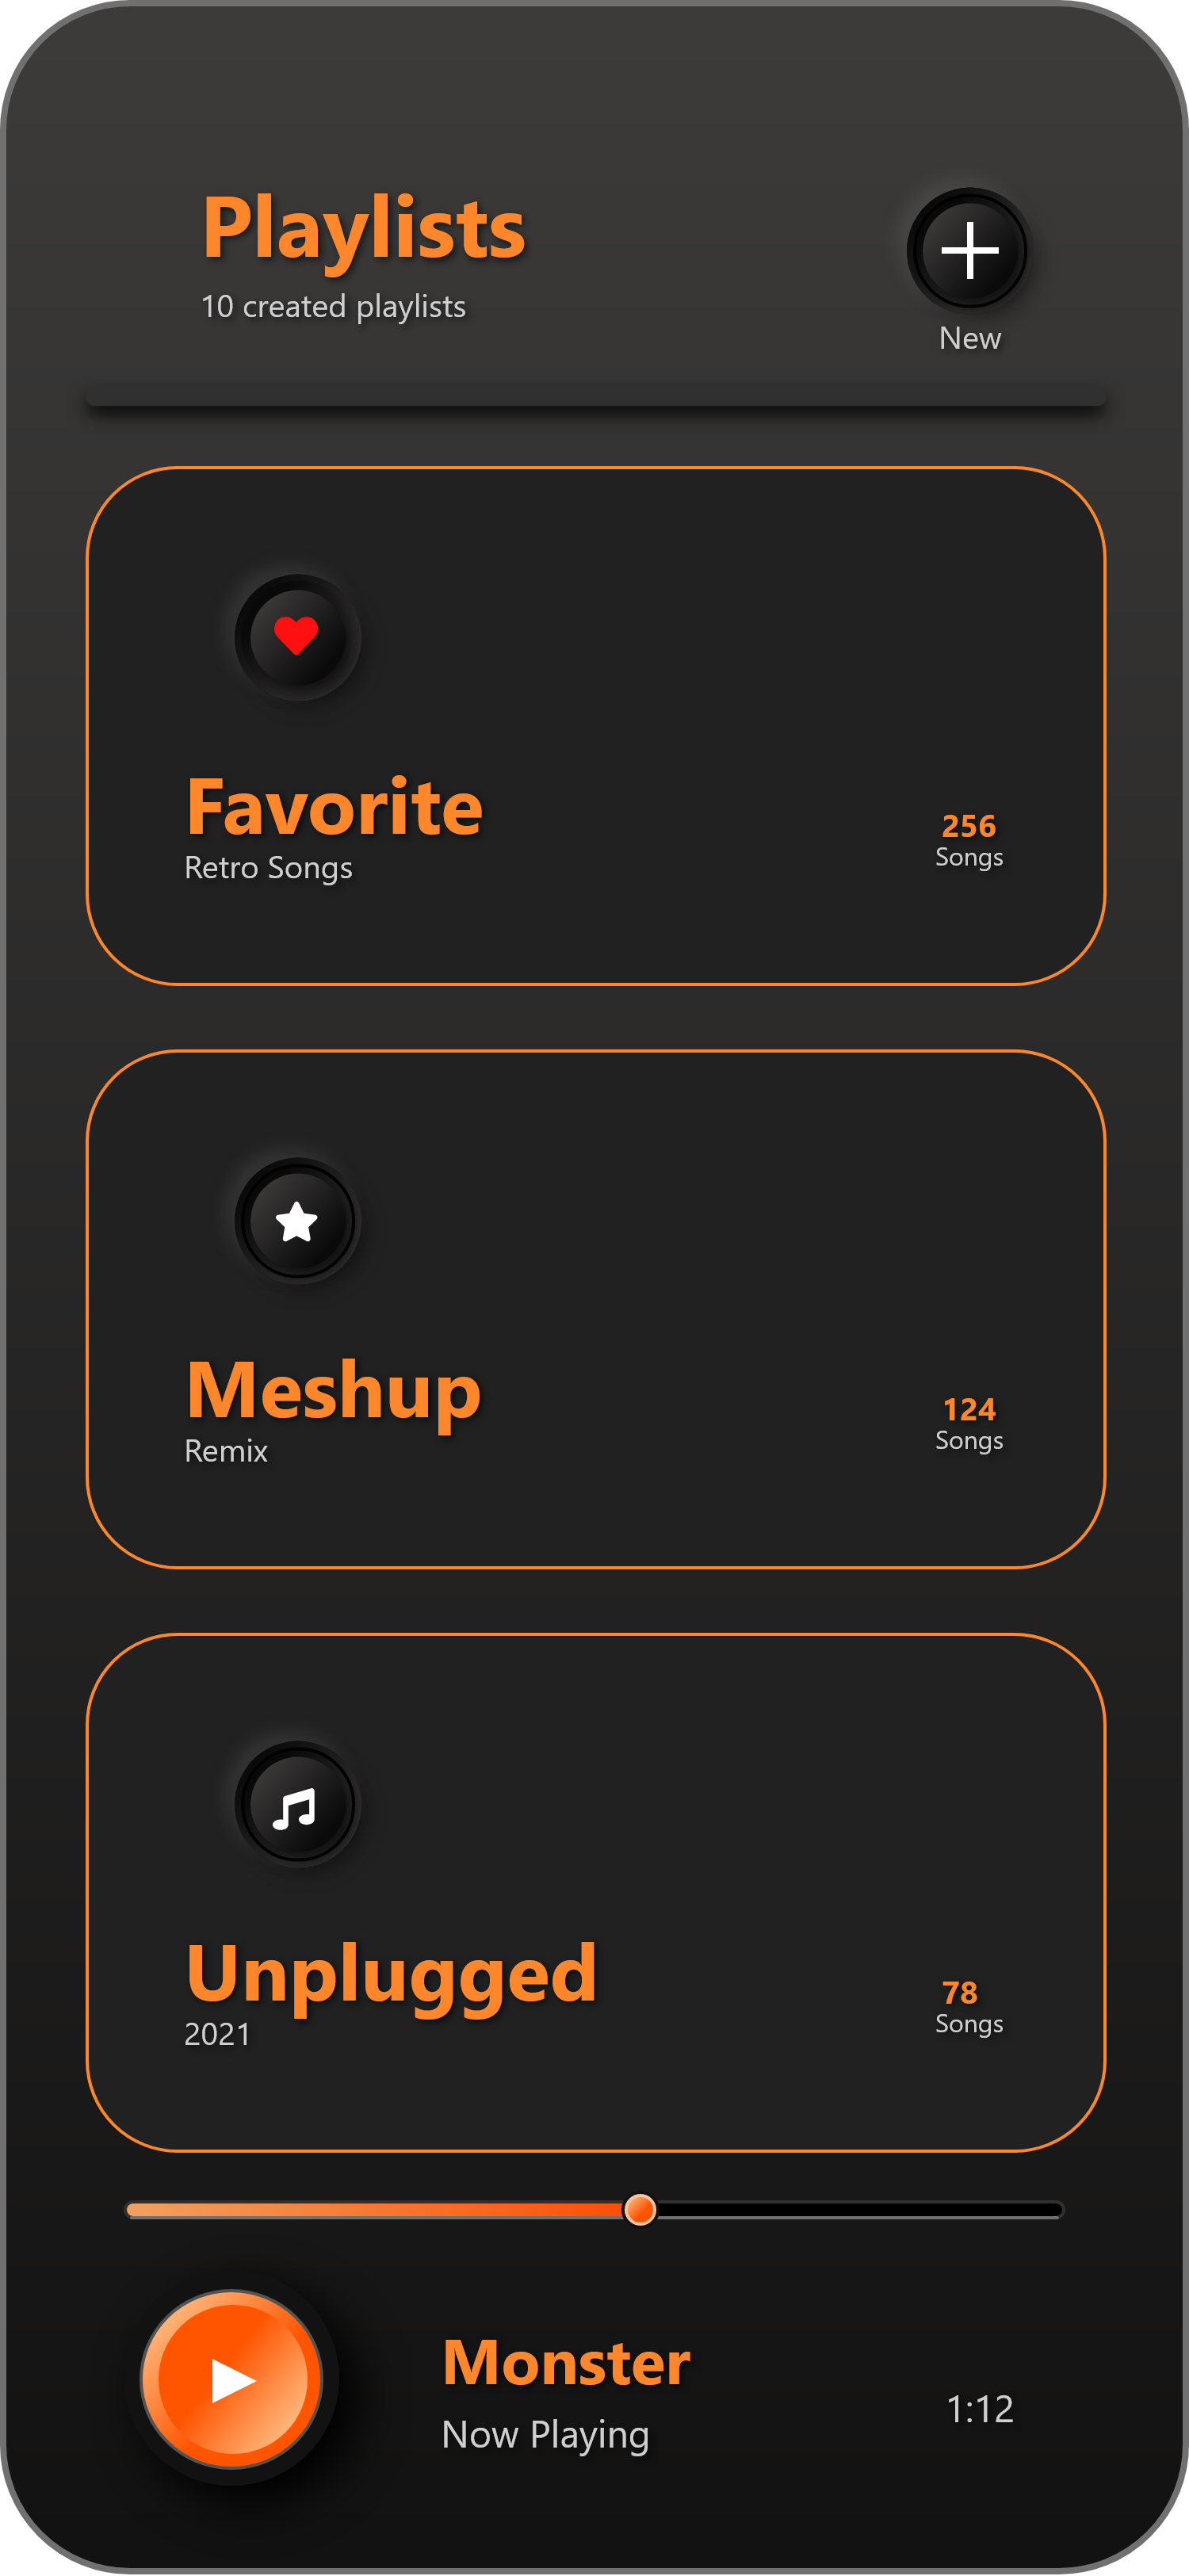 Playlists
10 created playlists
New
Favorite
Retro Songs
256
Songs
Meshup
Remix
124
Songs
Unplugged
2021
78
Songs
Monster
Now Playing
1:12